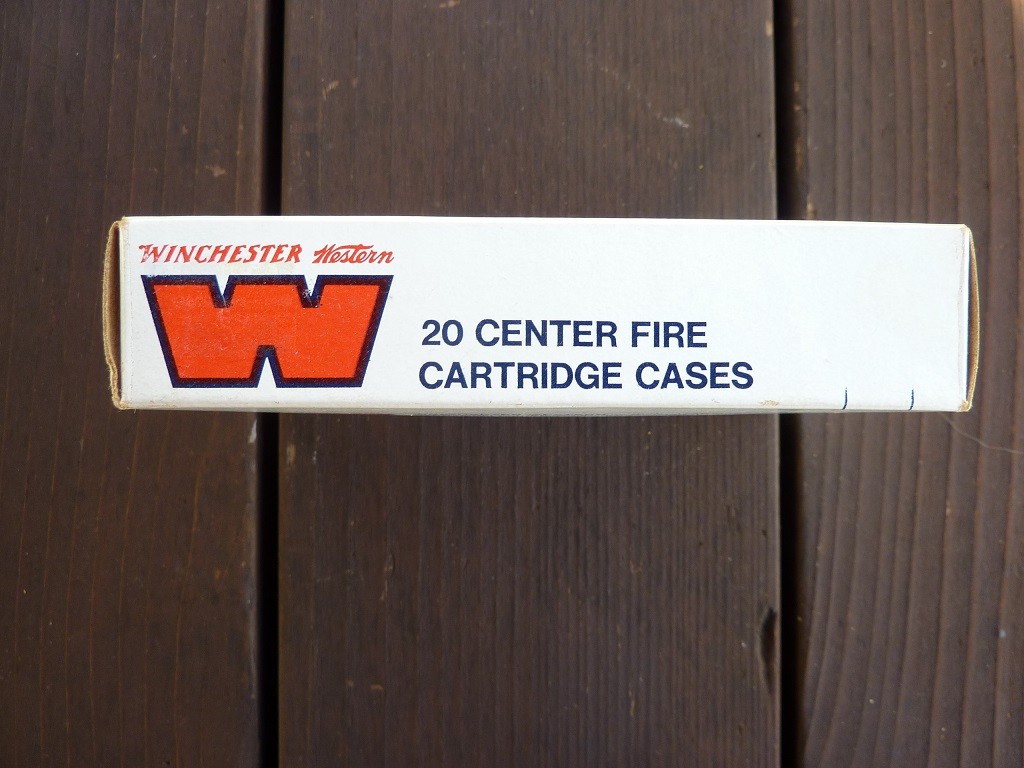 WINCHESTER Western
W
20 CENTER FIRE
CARTRIDGE CASES